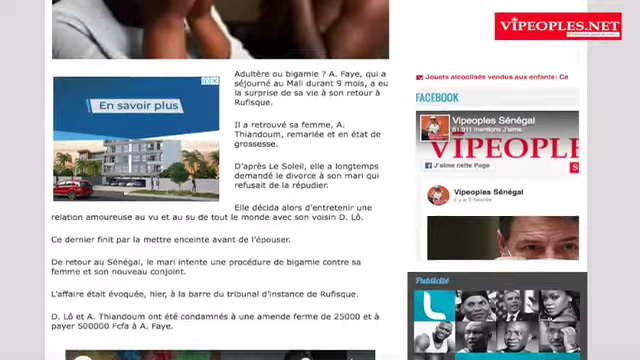 VIPEOPLES.NET
Adultère ou bigamie ? A. Faye, qui a
séjourné au Mali durant 9 mois, a eu
la surprise de sa vie à son retour à
Rufisque.
En savoir plus
Il a retrouvé sa femme, A.
Thiandoum, remariée et en état de
grossesse.
D'après Le Soleil, elle a longtemps
demandé le divorce à son mari qui
refusait de la répudier.
Elle décida alors d'entretenir une
relation amoureuse au vu et au su de tout le monde avec son voisin D. Lô.
Ce dernier finit par la mettre enceinte avant de l'épouser.
De retour au Sénégal, le mari intente une procédure de bigamie contre sa
femme et son nouveau conjoint.
L'affaire était évoquée, hier, à la barre du tribunal d'instance de Rufisque.
D. Lô et A. Thiandoum ont été condamnés à une amende ferme de 25000 et à
payer 500000 Fcfa à A. Faye.
Jouets alcoolisés vendus aux enfants: Ce
FACEBOOK
Vipeoples Sénégal
mentions J'aime
VIPEOPLES
J'aime cette Page
Vipeoples Sénégal
il y a 2 heures
Publicité